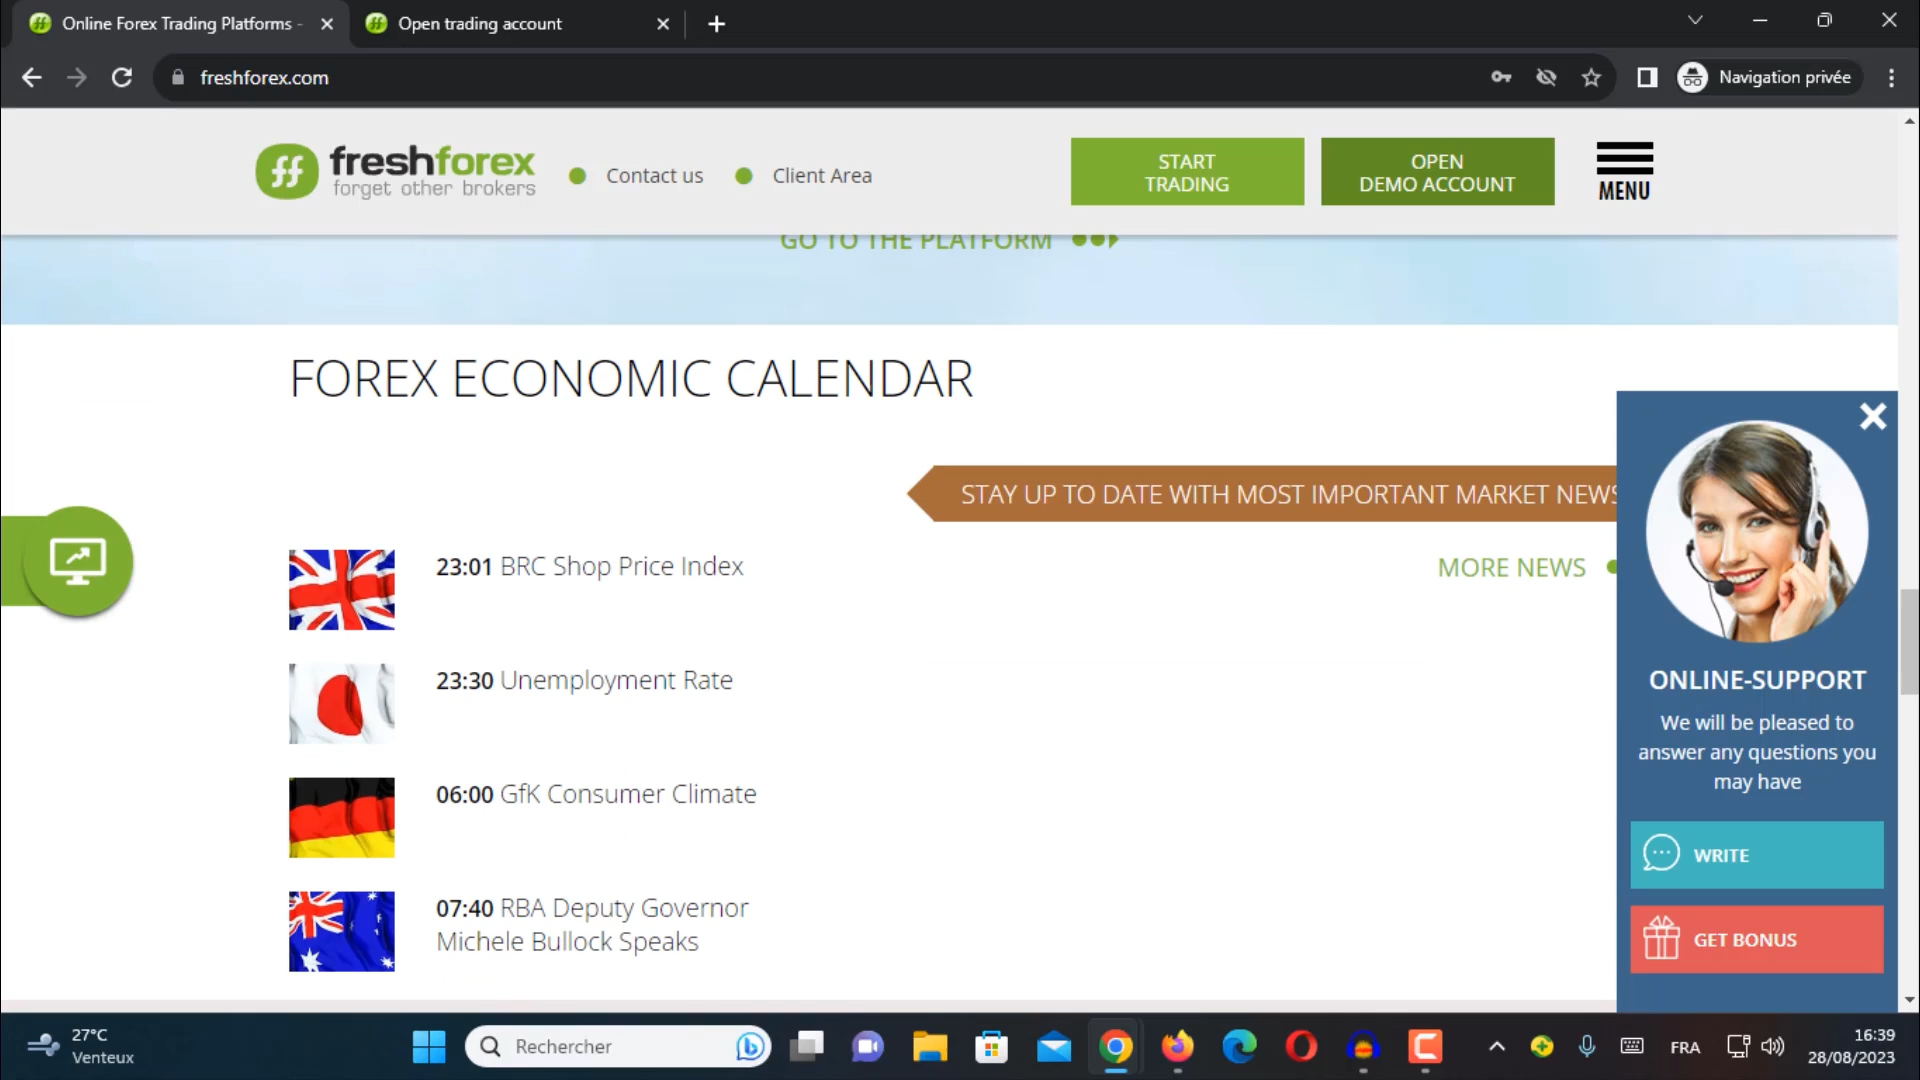 Online Forex Trading Platforms -
Open trading account
freshforex.com
Navigation privée
ff freshforex
forget other brokers
Contact us
Client Area
START
TRADING
OPEN
DEMO ACCOUNT
MENU
GO TO THE PLATFORM
FOREX ECONOMIC CALENDAR
STAY UP TO DATE WITH MOST IMPORTANT MARKET NEWS
23:01 BRC Shop Price Index
MORE NEWS
23:30 Unemployment Rate
06:00 GfK Consumer Climate
07:40 RBA Deputy Governor
Michele Bullock Speaks
ONLINE-SUPPORT
We will be pleased to
answer any questions you
may have
WRITE
GET BONUS
27°C
Venteux
Rechercher
FRA
16:39
28/08/2023